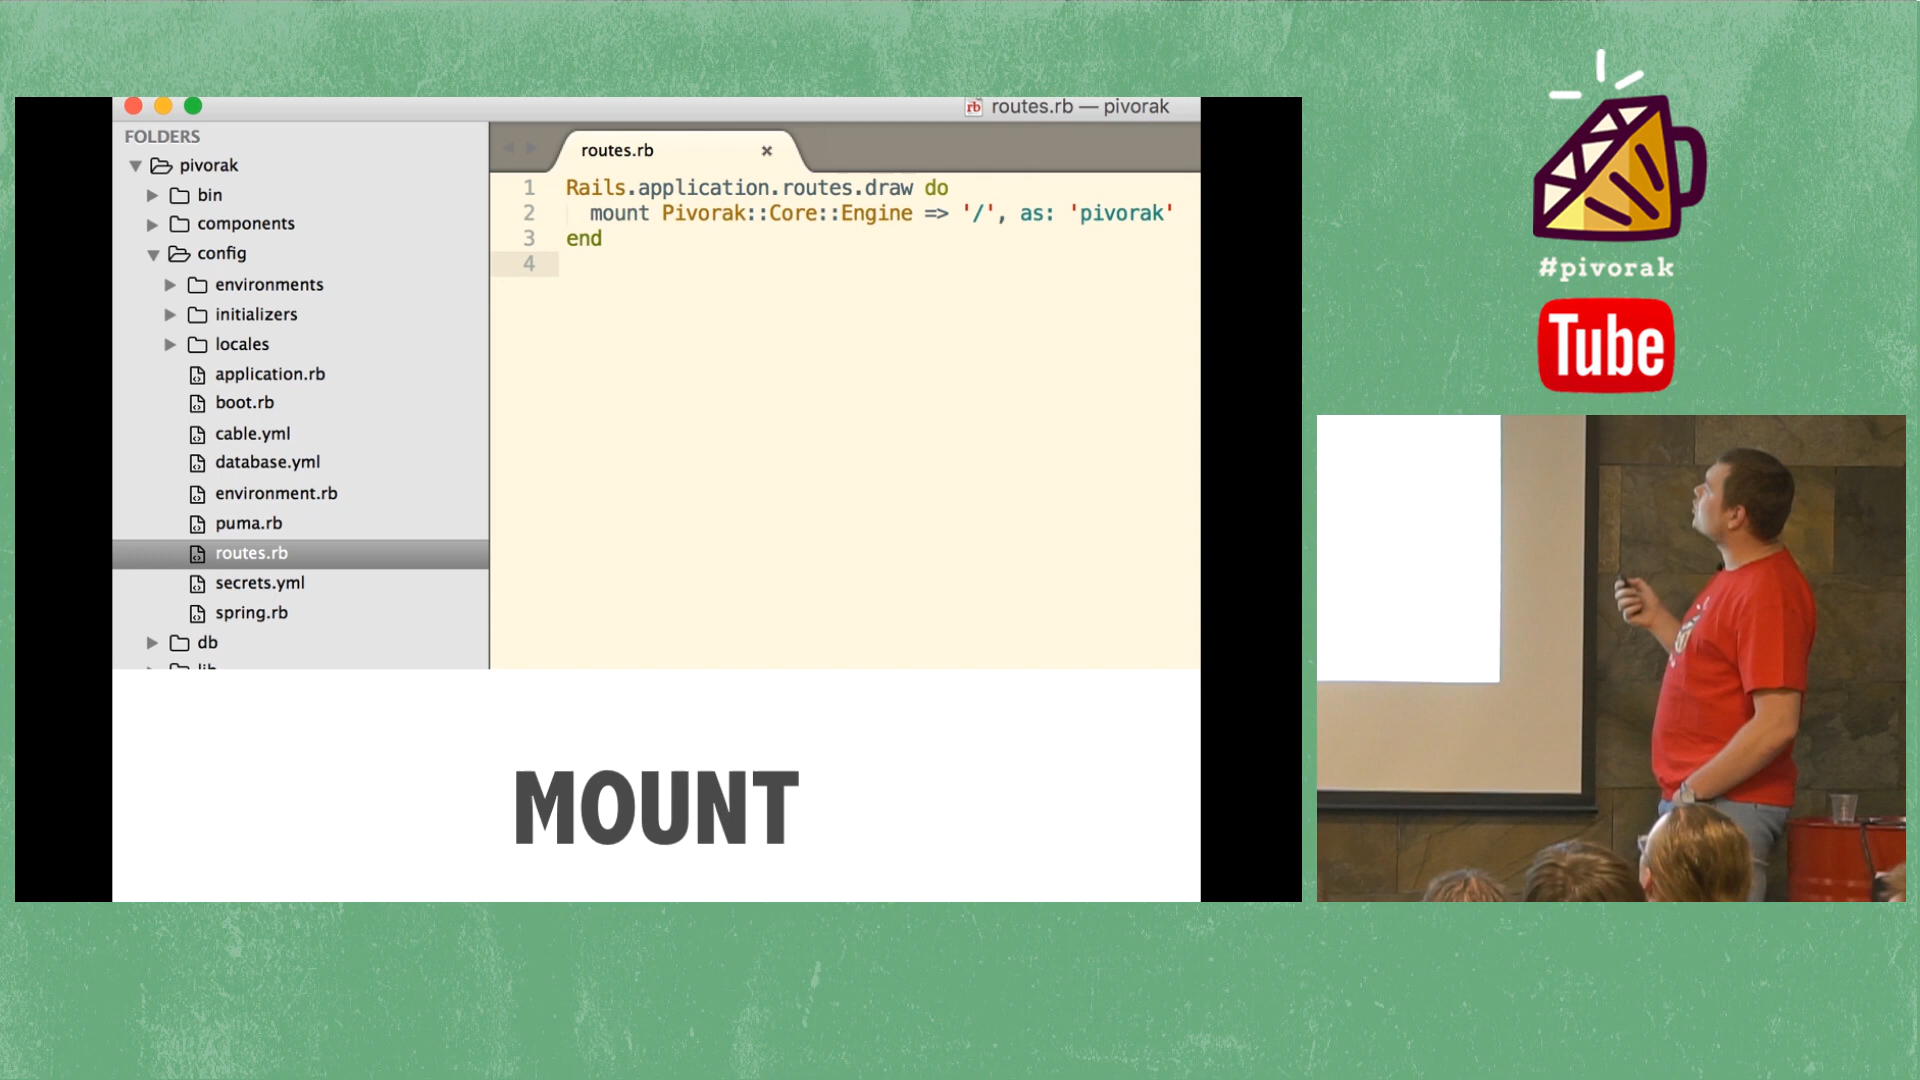 routes.rb — pivorak
FOLDERS
pivorak
bin
components
config
environments
initializers
locales
application.rb
boot.rb
cable.yml
database.yml
environment.rb
puma.rb
routes.rb
secrets.yml
spring.rb
db
lib
routes.rb ×
1 Rails.application.routes.draw do
2 mount Pivorak::Core::Engine => '/', as: 'pivorak'
3 end
4
MOUNT
#pivorak
Tube